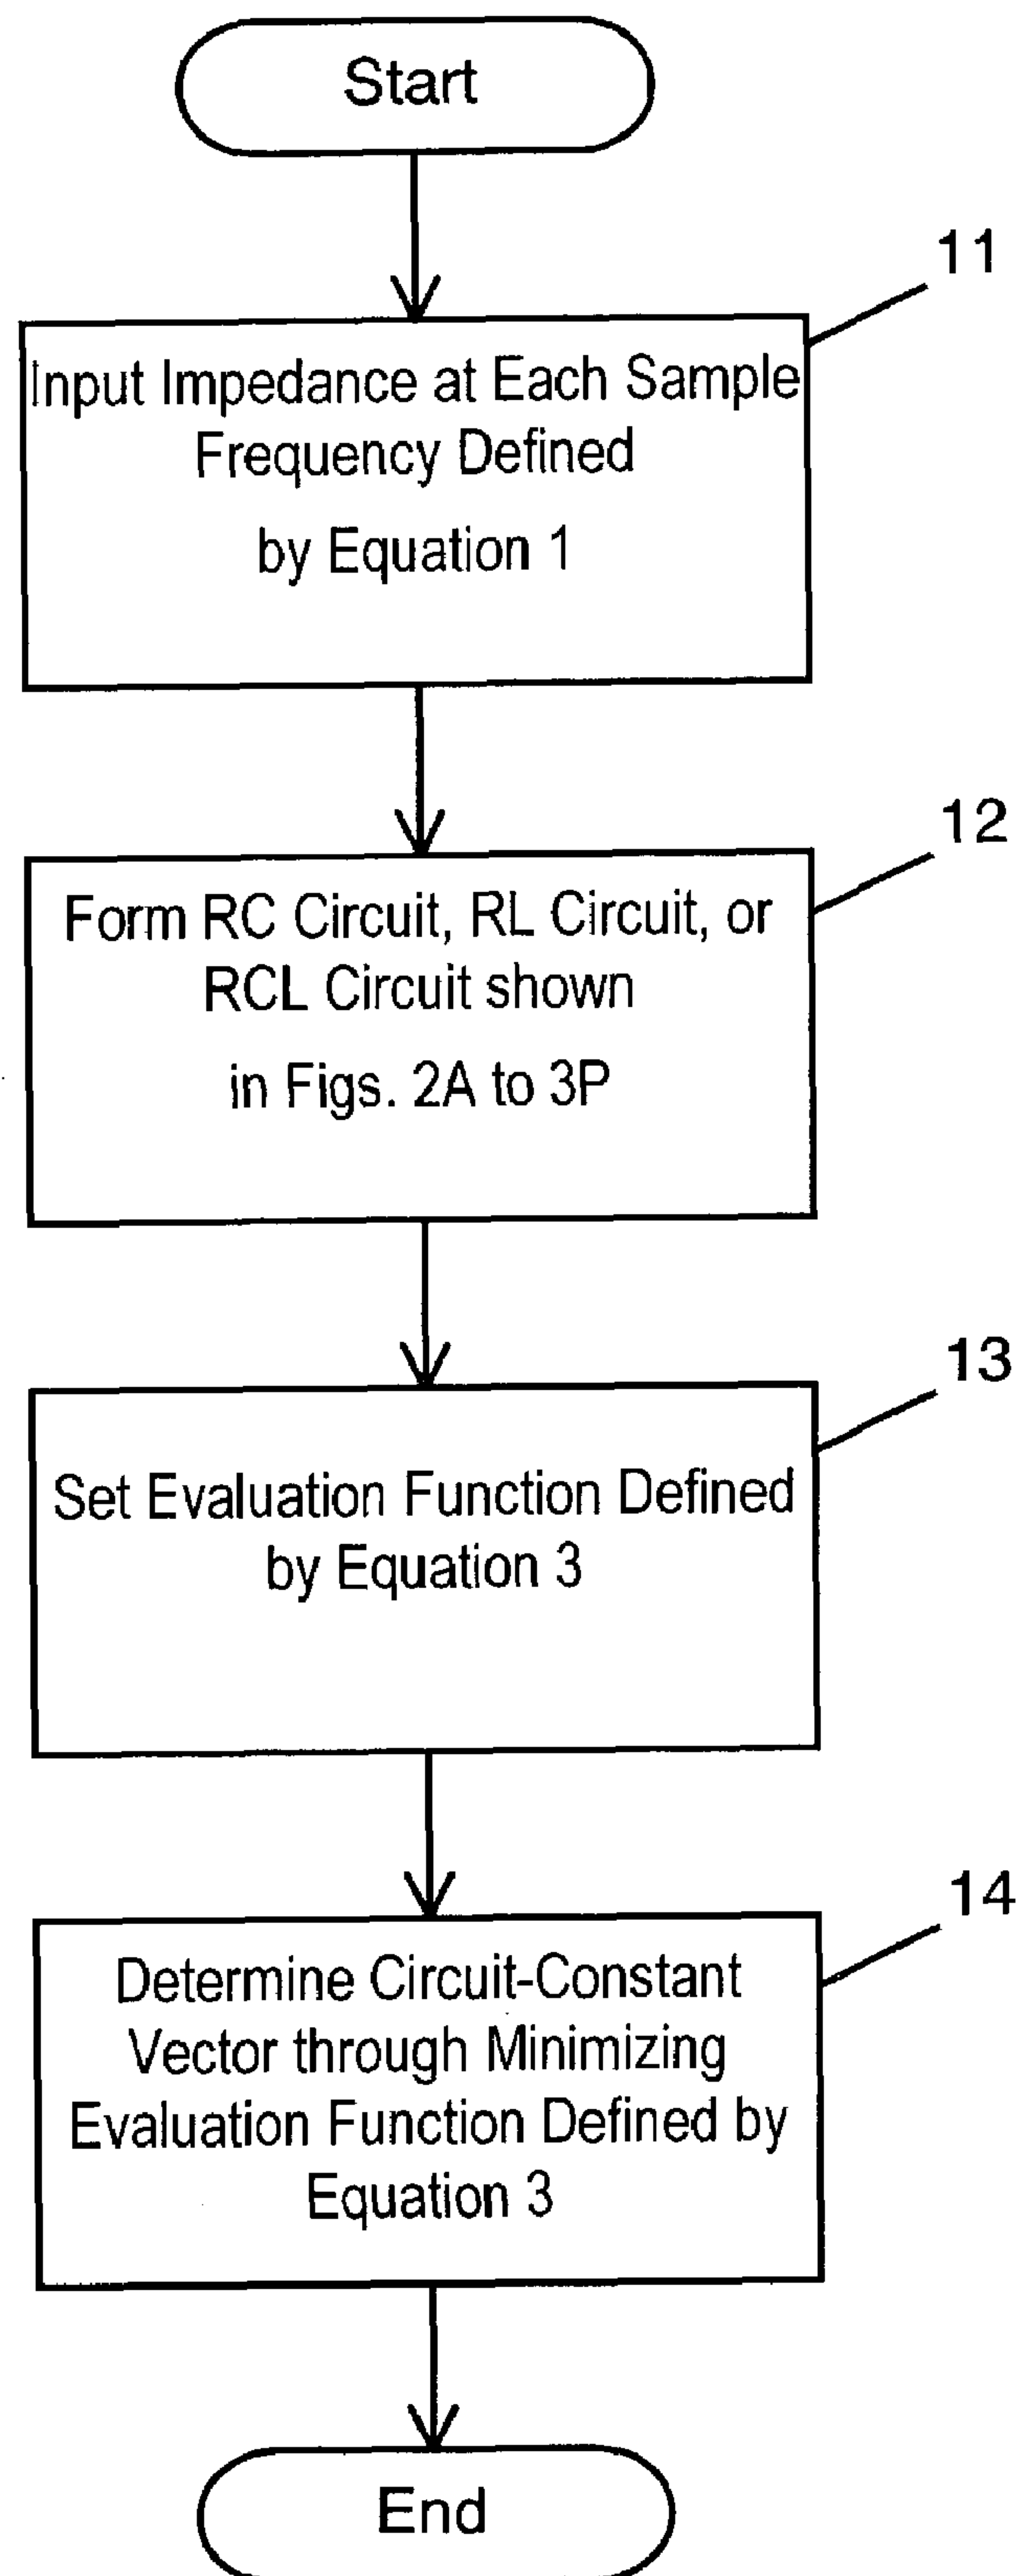 Start
11
Input Impedance at Each Sample
Frequency Defined
by Equation 1
12
Form RC Circuit, RL Circuit, or
RCL Circuit shown
in Figs. 2A to 3P
13
Set Evaluation Function Defined
by Equation 3
14
Determine Circuit-Constant
Vector through Minimizing
Evaluation Function Defined by
Equation 3
End